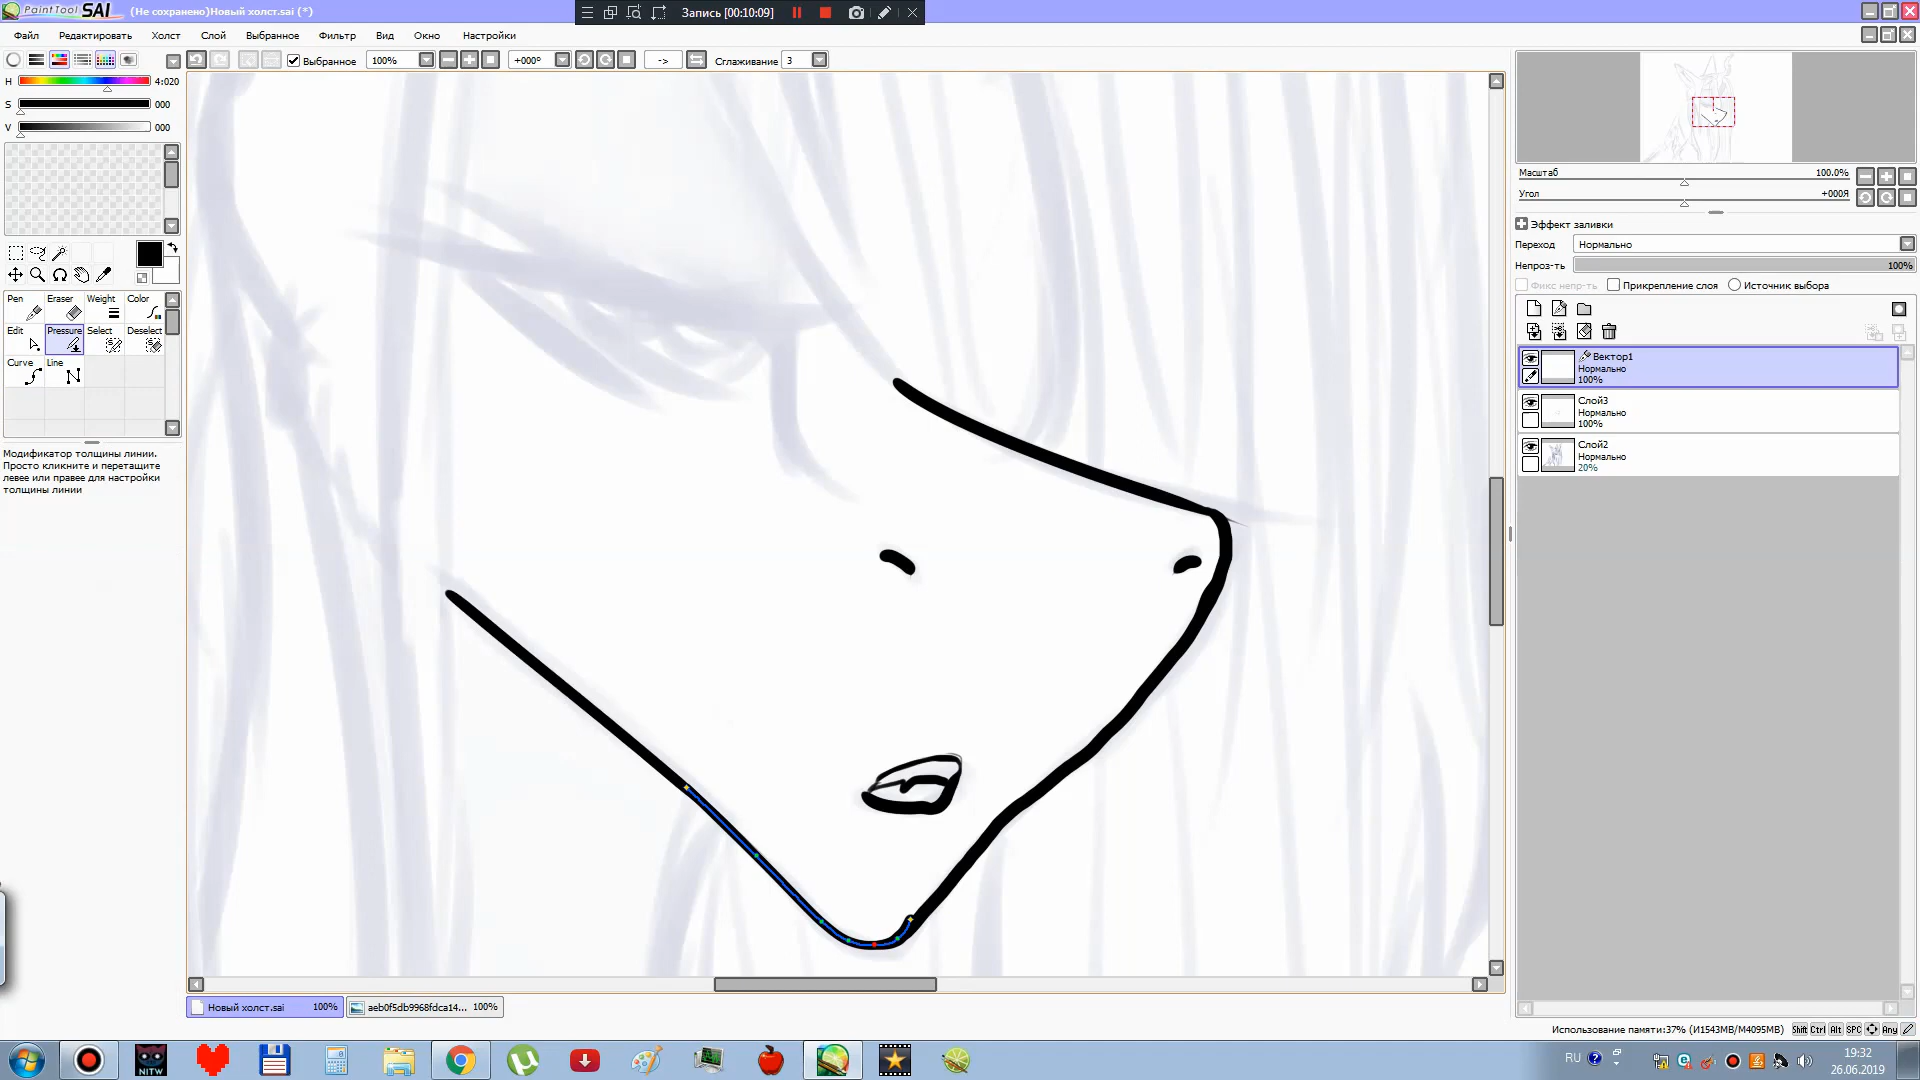 PaintTool SAI (Не сохранено)Новый холст.sai (*)
Запись [00:10:09]
Файл Редактировать Холст Слой Выбранное Фильтр Вид Окно Настройки
Выбранное 100% +000° -> Сглаживание 3
H 4:020
S 000
V 000
Pen Eraser Weight Color
Edit Pressure Select Deselect
Curve Line
Модификатор толщины линии.
Просто кликните и перетащите
левее или правее для настройки
толщины линии
Масштаб 100.0%
Угол +000Я
Эффект заливки
Переход Нормально
Непроз-ть 100%
Фикс непр-ть Прикрепление слоя Источник выбора
Вектор1
Нормально
100%
Слой3
Нормально
100%
Слой2
Нормально
20%
Новый холст.sai 100% aeb0f5db9968fdca14... 100%
Использование памяти:37% (И1543MB/М4095MB) Shift Ctrl Alt SPC Any
NITW
RU
19:32
26.06.2019